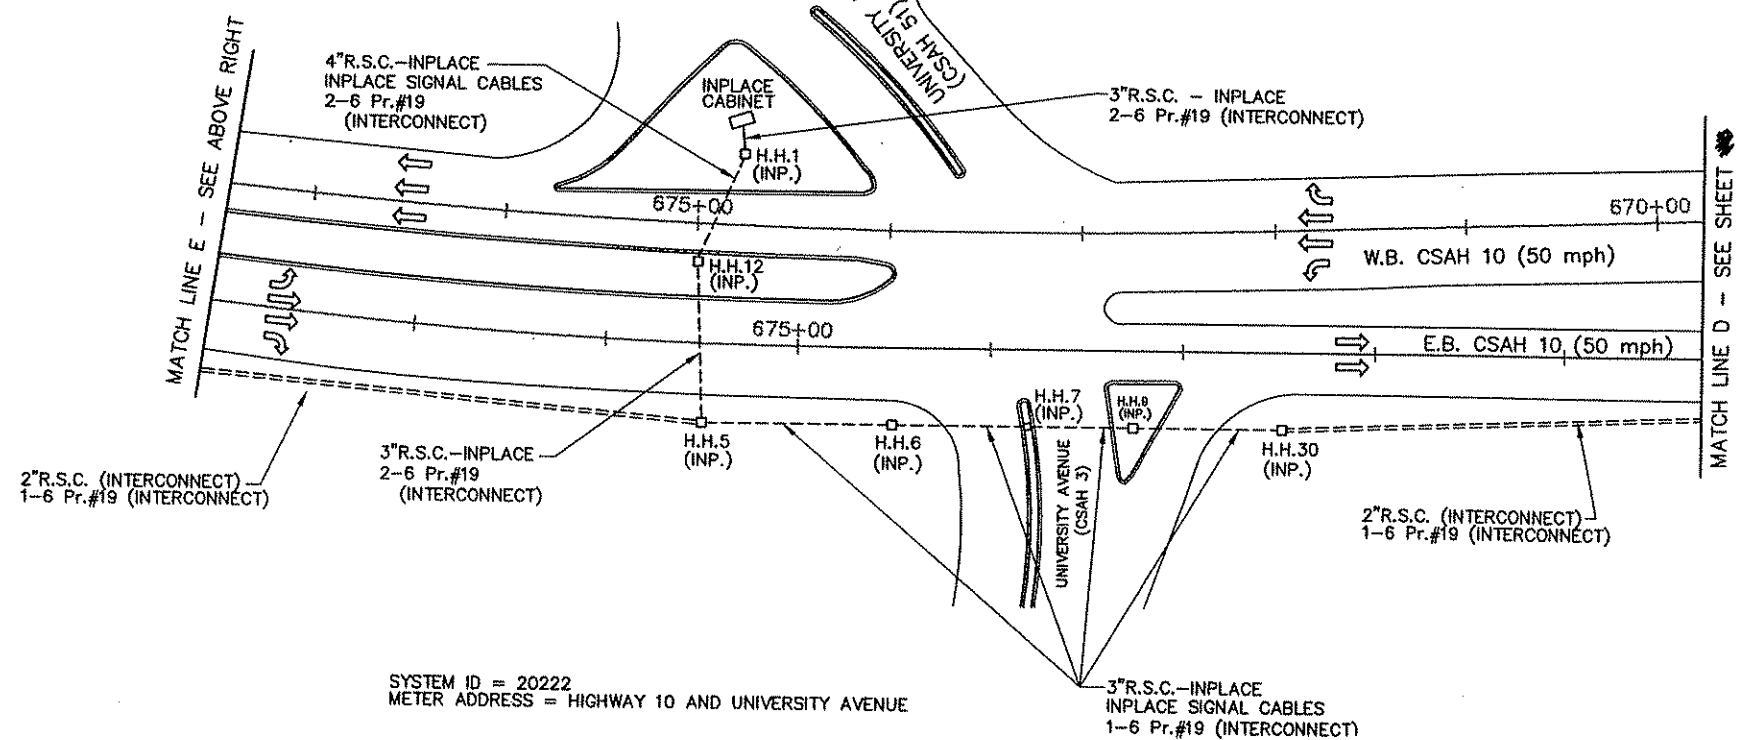 UNIVERSITY
(CSAH 51)
MATCH LINE E - SEE ABOVE RIGHT
4"R.S.C.-INPLACE
INPLACE SIGNAL CABLES
2-6 Pr.#19
(INTERCONNECT)
INPLACE
CABINET
H.H.1
(INP.)
3"R.S.C. - INPLACE
2-6 Pr.#19 (INTERCONNECT)
675+00
670+00
H.H.12
(INP.)
W.B. CSAH 10 (50 mph)
675+00
E.B. CSAH 10 (50 mph)
MATCH LINE D - SEE SHEET
H.H.5
(INP.)
H.H.6
(INP.)
H.H.7
(INP.)
(INP.)
H.H.30
(INP.)
UNIVERSITY AVENUE
(CSAH 3)
2"R.S.C. (INTERCONNECT)
1-6 Pr.#19 (INTERCONNECT)
3"R.S.C.-INPLACE
2-6 Pr.#19
(INTERCONNECT)
2"R.S.C. (INTERCONNECT)
1-6 Pr.#19 (INTERCONNECT)
SYSTEM ID = 20222
METER ADDRESS = HIGHWAY 10 AND UNIVERSITY AVENUE
3"R.S.C.-INPLACE
INPLACE SIGNAL CABLES
1-6 Pr.#19 (INTERCONNECT)